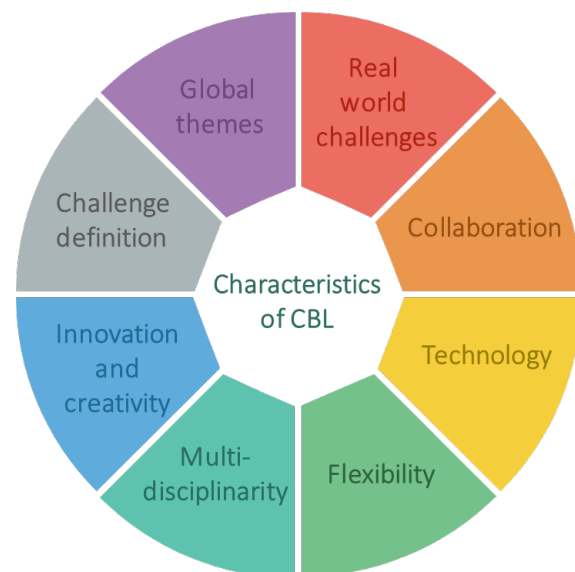 Characteristics
of CBL
Real
world
challenges
Collaboration
Technology
Flexibility
Multi-
disciplinarity
Innovation
and
creativity
Challenge
definition
Global
themes